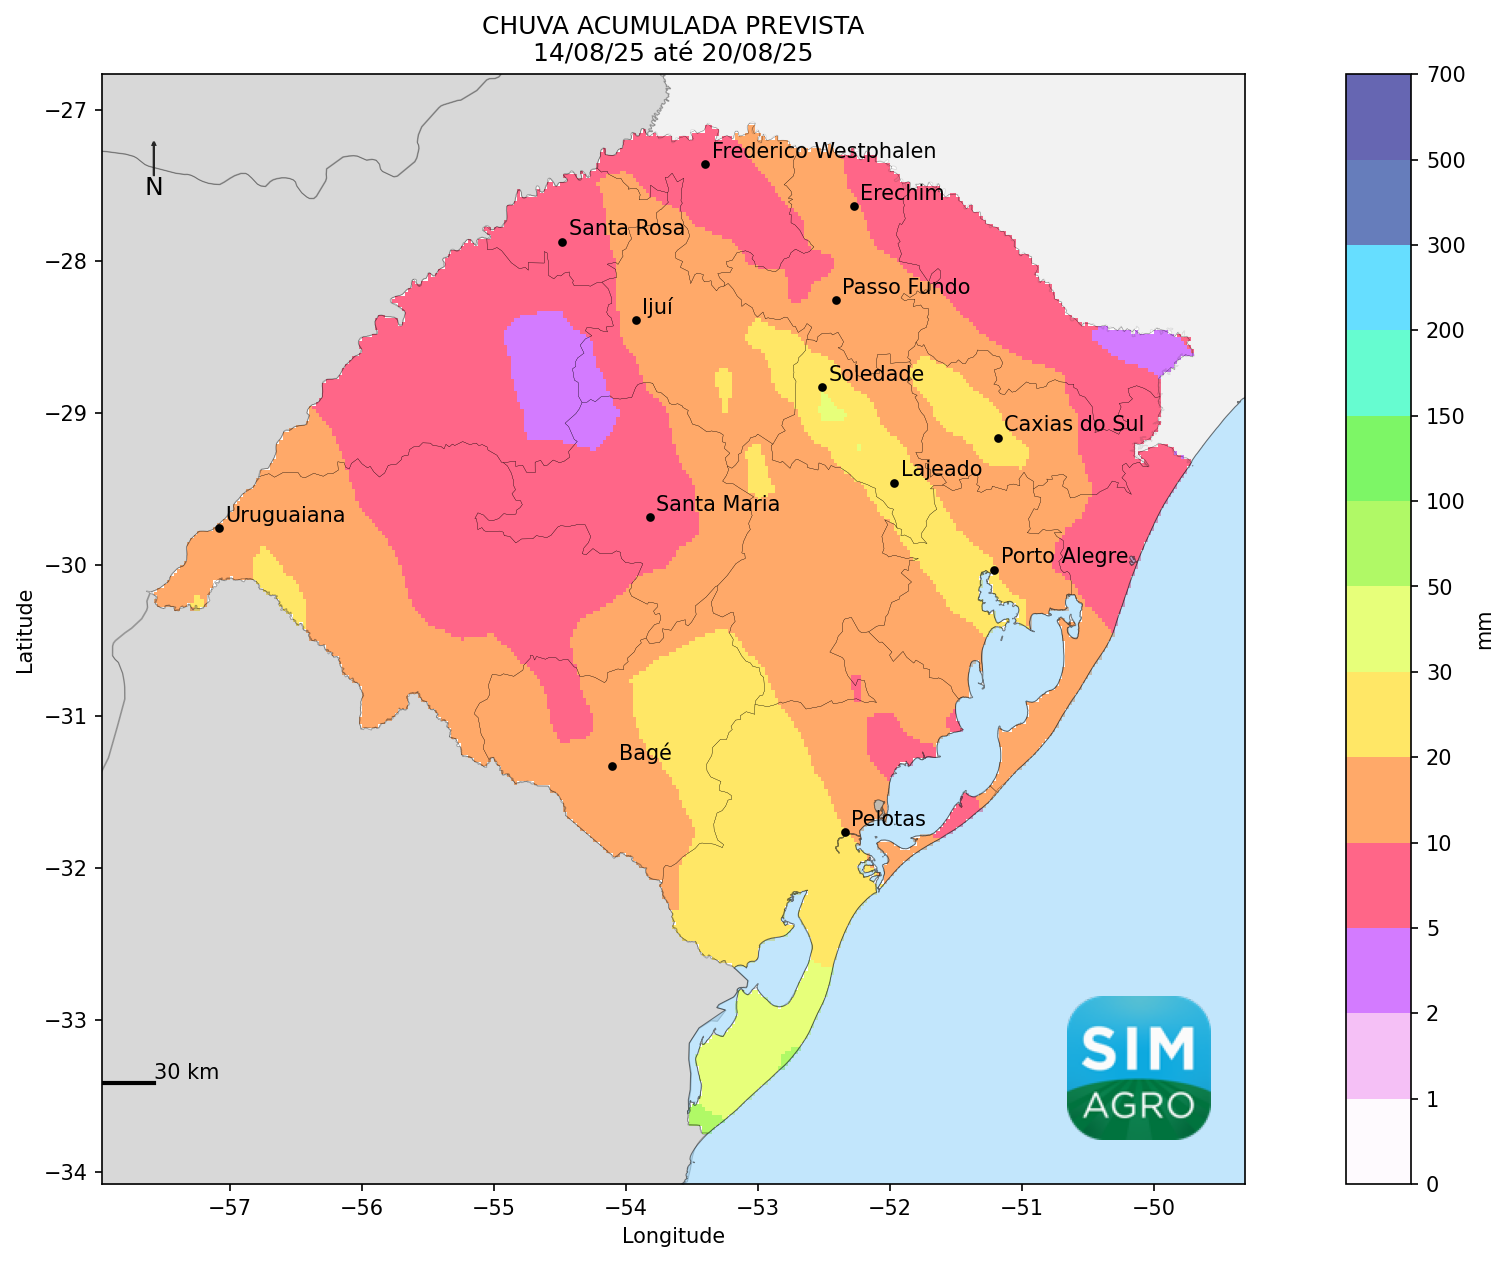 CHUVA ACUMULADA PREVISTA
14/08/25 até 20/08/25
−27
−28
−29
−30
−31
−32
−33
−34
Latitude
N
Frederico Westphalen
Erechim
Santa Rosa
Passo Fundo
Ijuí
Soledade
Caxias do Sul
Lajeado
Santa Maria
Uruguaiana
Porto Alegre
Bagé
Pelotas
30 km
SIM
AGRO
−57
−56
−55
−54
−53
−52
−51
−50
Longitude
700
500
300
200
150
100
50
30
20
10
5
2
1
0
mm